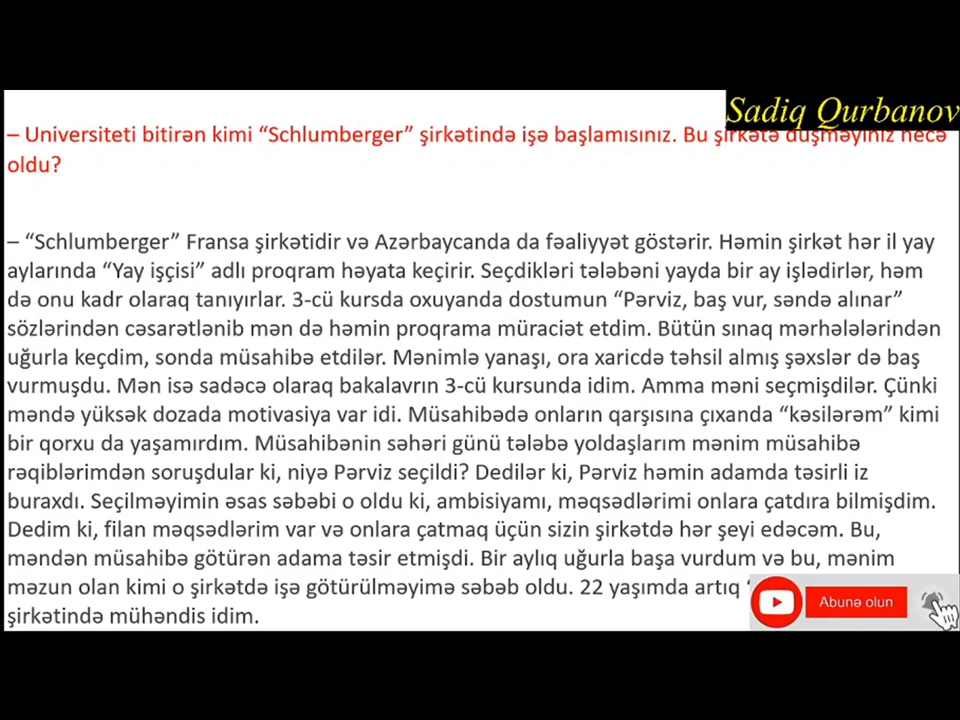 Sadiq Qurbanov
– Universiteti bitirən kimi “Schlumberger” şirkətində işə başlamısınız. Bu şirkətə düşməyiniz necə
oldu?
– “Schlumberger” Fransa şirkətidir və Azərbaycanda da fəaliyyət göstərir. Həmin şirkət hər il yay
aylarında “Yay işçisi” adlı proqram həyata keçirir. Seçdikləri tələbəni yayda bir ay işlədirlər, həm
də onu kadr olaraq tanıyırlar. 3-cü kursda oxuyanda dostumun “Pərviz, baş vur, səndə alınar”
sözlərindən cəsarətlənib mən də həmin proqrama müraciət etdim. Bütün sınaq mərhələlərindən
uğurla keçdim, sonda müsahibə etdilər. Mənimlə yanaşı, ora xaricdə təhsil almış şəxslər də baş
vurmuşdu. Mən isə sadəcə olaraq bakalavrın 3-cü kursunda idim. Amma məni seçmişdilər. Çünki
məndə yüksək dozada motivasiya var idi. Müsahibədə onların qarşısına çıxanda “kəsilərəm” kimi
bir qorxu da yaşamırdım. Müsahibənin səhəri günü tələbə yoldaşlarım mənim müsahibə
rəqiblərimdən soruşdular ki, niyə Pərviz seçildi? Dedilər ki, Pərviz həmin adamda təsirli iz
buraxdı. Seçilməyimin əsas səbəbi o oldu ki, ambisiyamı, məqsədlərimi onlara çatdıra bilmişdim.
Dedim ki, filan məqsədlərim var və onlara çatmaq üçün sizin şirkətdə hər şeyi edəcəm. Bu,
məndən müsahibə götürən adama təsir etmişdi. Bir aylıq uğurla başa vurdum və bu, mənim
məzun olan kimi o şirkətdə işə götürülməyimə səbəb oldu. 22 yaşımda artıq
şirkətində mühəndis idim.
Abunə olun